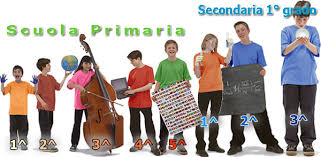 Secondaria 1° grado
Scuola Primaria
1^ 2^ 3^ 4^ 5^ 1^ 2^ 3^